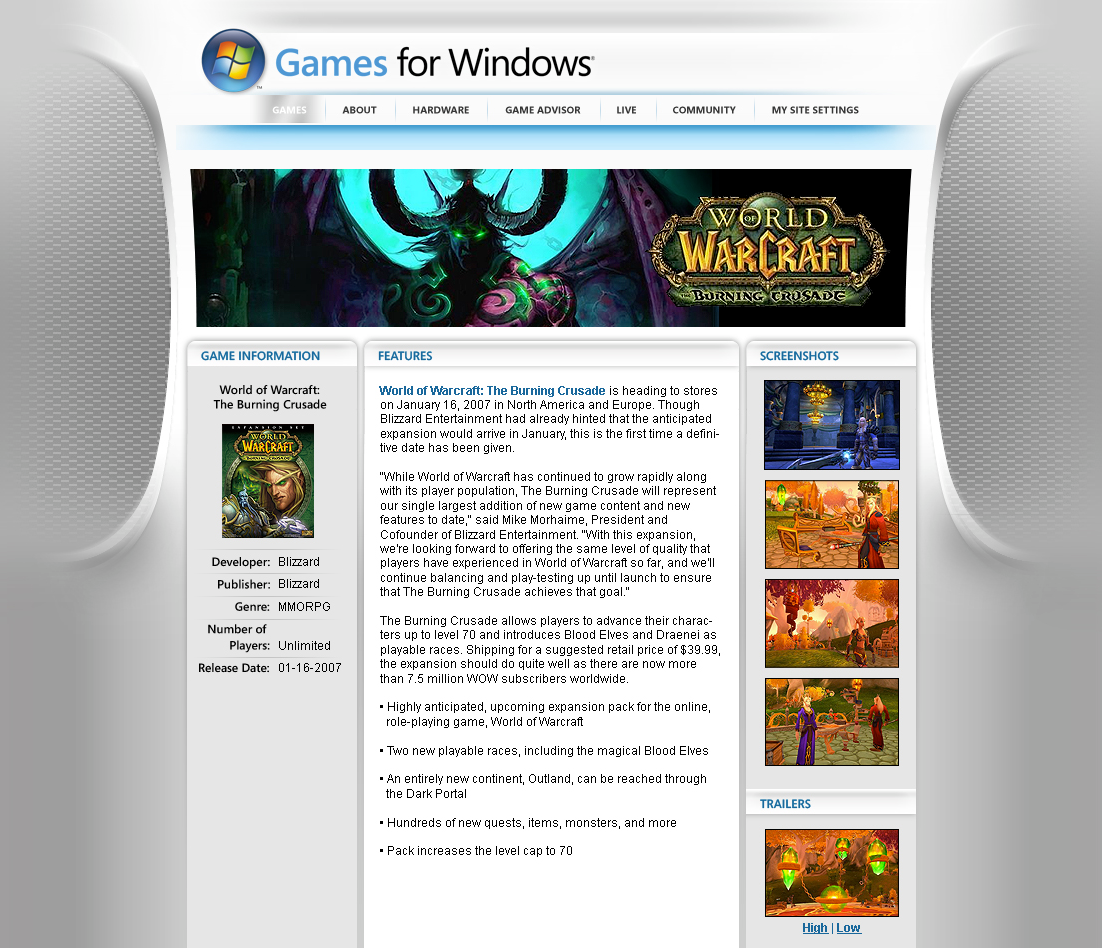 Games for Windows®
TM
GAMES ABOUT HARDWARE GAME ADVISOR LIVE COMMUNITY MY SITE SETTINGS
WORLD
OF
WARCRAFT
THE BURNING CRUSADE
GAME INFORMATION
World of Warcraft:
The Burning Crusade
EXPANSION SET
WORLD
OF
WARCRAFT
BURNING CRUSADE
Developer: Blizzard
Publisher: Blizzard
Genre: MMORPG
Number of
Players: Unlimited
Release Date: 01-16-2007
FEATURES
World of Warcraft: The Burning Crusade is heading to stores
on January 16, 2007 in North America and Europe. Though
Blizzard Entertainment had already hinted that the anticipated
expansion would arrive in January, this is the first time a defini-
tive date has been given.
"While World of Warcraft has continued to grow rapidly along
with its player population, The Burning Crusade will represent
our single largest addition of new game content and new
features to date," said Mike Morhaime, President and
Cofounder of Blizzard Entertainment. "With this expansion,
we're looking forward to offering the same level of quality that
players have experienced in World of Warcraft so far, and we'll
continue balancing and play-testing up until launch to ensure
that The Burning Crusade achieves that goal."
The Burning Crusade allows players to advance their charac-
ters up to level 70 and introduces Blood Elves and Draenei as
playable races. Shipping for a suggested retail price of $39.99,
the expansion should do quite well as there are now more
than 7.5 million WOW subscribers worldwide.
• Highly anticipated, upcoming expansion pack for the online,
role-playing game, World of Warcraft
• Two new playable races, including the magical Blood Elves
• An entirely new continent, Outland, can be reached through
the Dark Portal
• Hundreds of new quests, items, monsters, and more
• Pack increases the level cap to 70
SCREENSHOTS
TRAILERS
High | Low